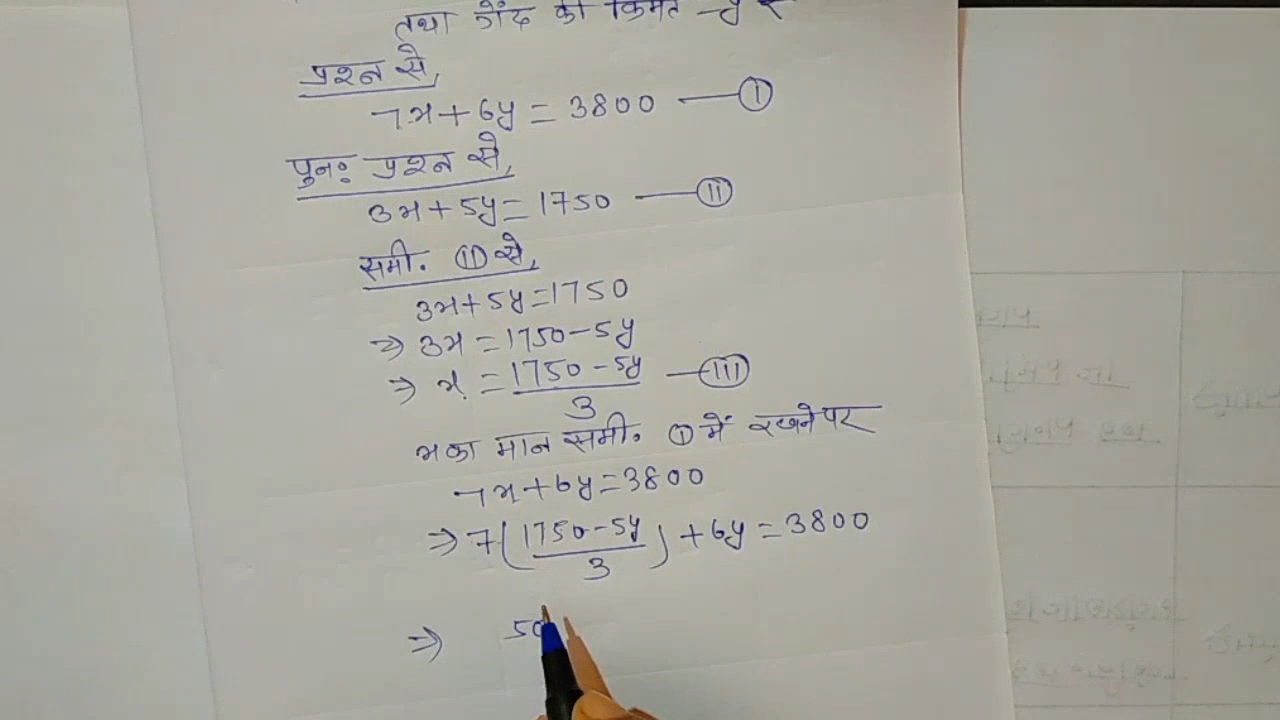 तथा गेंद की किमत = y रु
प्रश्न से,
7x + 6y = 3800 — (I)
पुनः प्रश्न से,
3x + 5y = 1750 — (II)
समी. (II) से,
3x + 5y = 1750
⇒ 3x = 1750 - 5y
⇒ x = (1750 - 5y)/3 — (III)
x का मान समी. (I) में रखने पर
7x + 6y = 3800
⇒ 7((1750 - 5y)/3) + 6y = 3800
⇒ 50